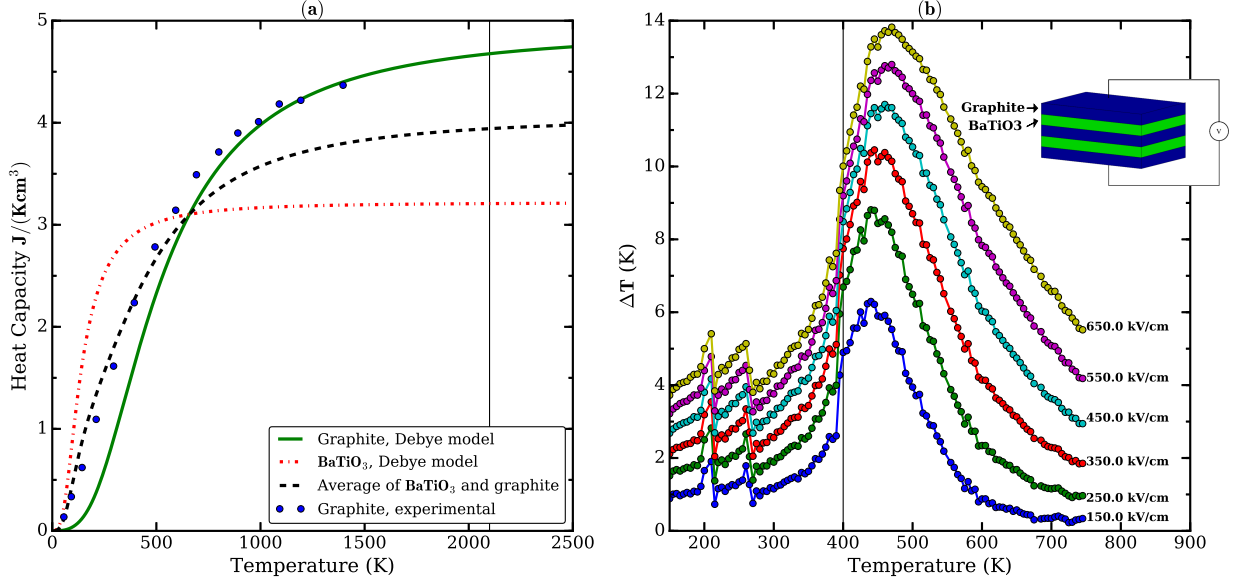 (a)
Heat Capacity J/(Kcm³)
5
4
3
2
1
0
0
500
1000
1500
2000
2500
Temperature (K)
Graphite, Debye model
BaTiO₃, Debye model
Average of BaTiO₃ and graphite
Graphite, experimental
(b)
ΔT (K)
14
12
10
8
6
4
2
0
200
300
400
500
600
700
800
900
Temperature (K)
Graphite
BaTiO3
V
650.0 kV/cm
550.0 kV/cm
450.0 kV/cm
350.0 kV/cm
250.0 kV/cm
150.0 kV/cm